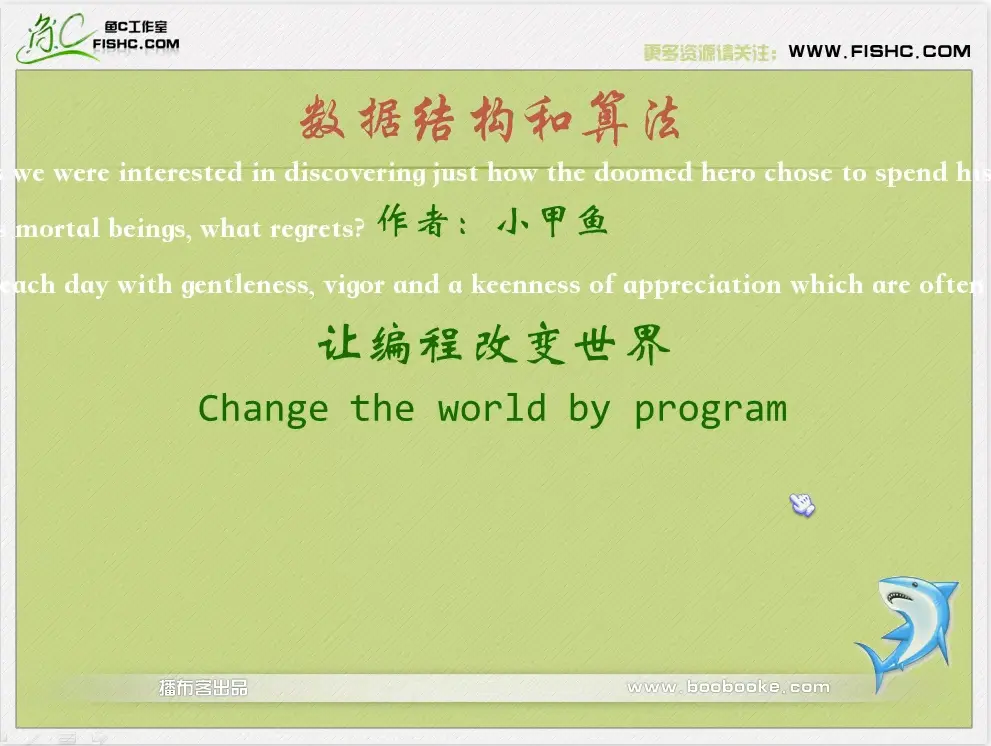 鱼C工作室
FISHC.COM
更多资源请关注: WWW.FISHC.COM
数据结构和算法
we were interested in discovering just how the doomed hero chose to spend his
mortal beings, what regrets?
作者：小甲鱼
each day with gentleness, vigor and a keenness of appreciation which are often
让编程改变世界
Change the world by program
播布客出品
www.boobooke.com